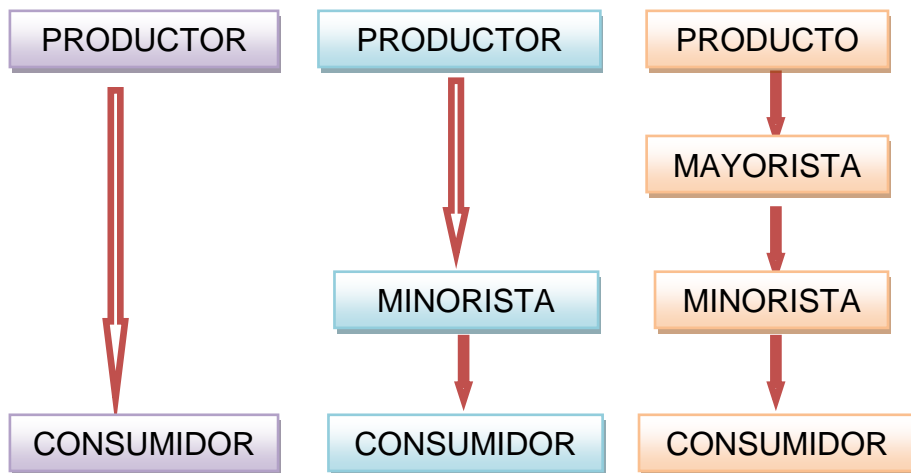 PRODUCTOR
PRODUCTOR
PRODUCTO
MAYORISTA
MINORISTA
MINORISTA
CONSUMIDOR
CONSUMIDOR
CONSUMIDOR